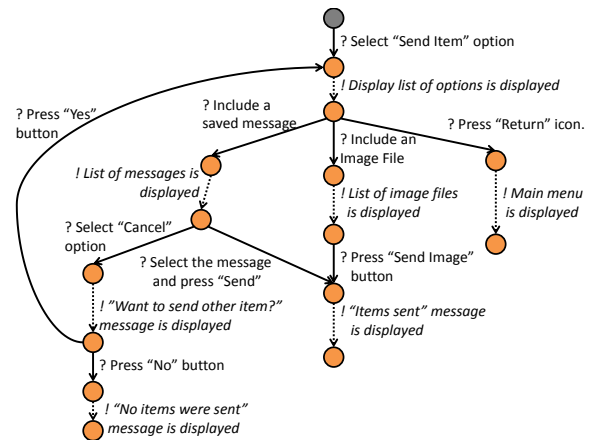 ? Select “Send Item” option
! Display list of options is displayed
? Press “Yes”
button
? Include a
saved message
? Include an
Image File
? Press “Return” icon.
! List of messages is
displayed
! List of image files
is displayed
! Main menu
is displayed
? Select “Cancel”
option
? Select the message
and press “Send”
? Press “Send Image”
button
! "Want to send other item?”
message is displayed
! “Items sent” message
is displayed
? Press “No” button
! “No items were sent”
message is displayed